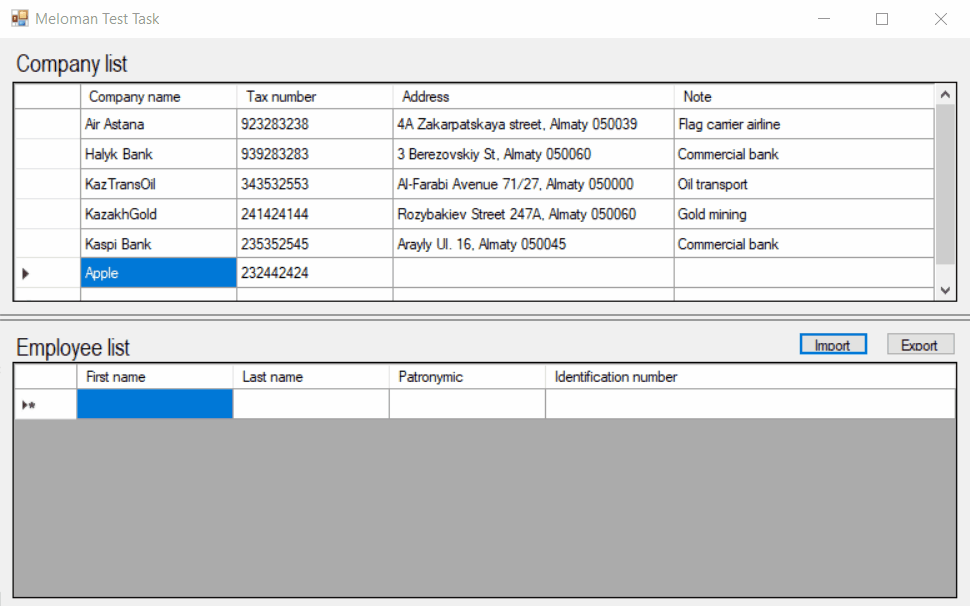 Meloman Test Task
Company list
Company name Tax number Address Note
Air Astana 923283238 4A Zakarpatskaya street, Almaty 050039 Flag carrier airline
Halyk Bank 939283283 3 Berezovskiy St, Almaty 050060 Commercial bank
KazTransOil 343532553 Al-Farabi Avenue 71/27, Almaty 050000 Oil transport
KazakhGold 241424144 Rozybakiev Street 247A, Almaty 050060 Gold mining
Kaspi Bank 235352545 Arayly Ul. 16, Almaty 050045 Commercial bank
Apple 232442424
Employee list Import Export
First name Last name Patronymic Identification number